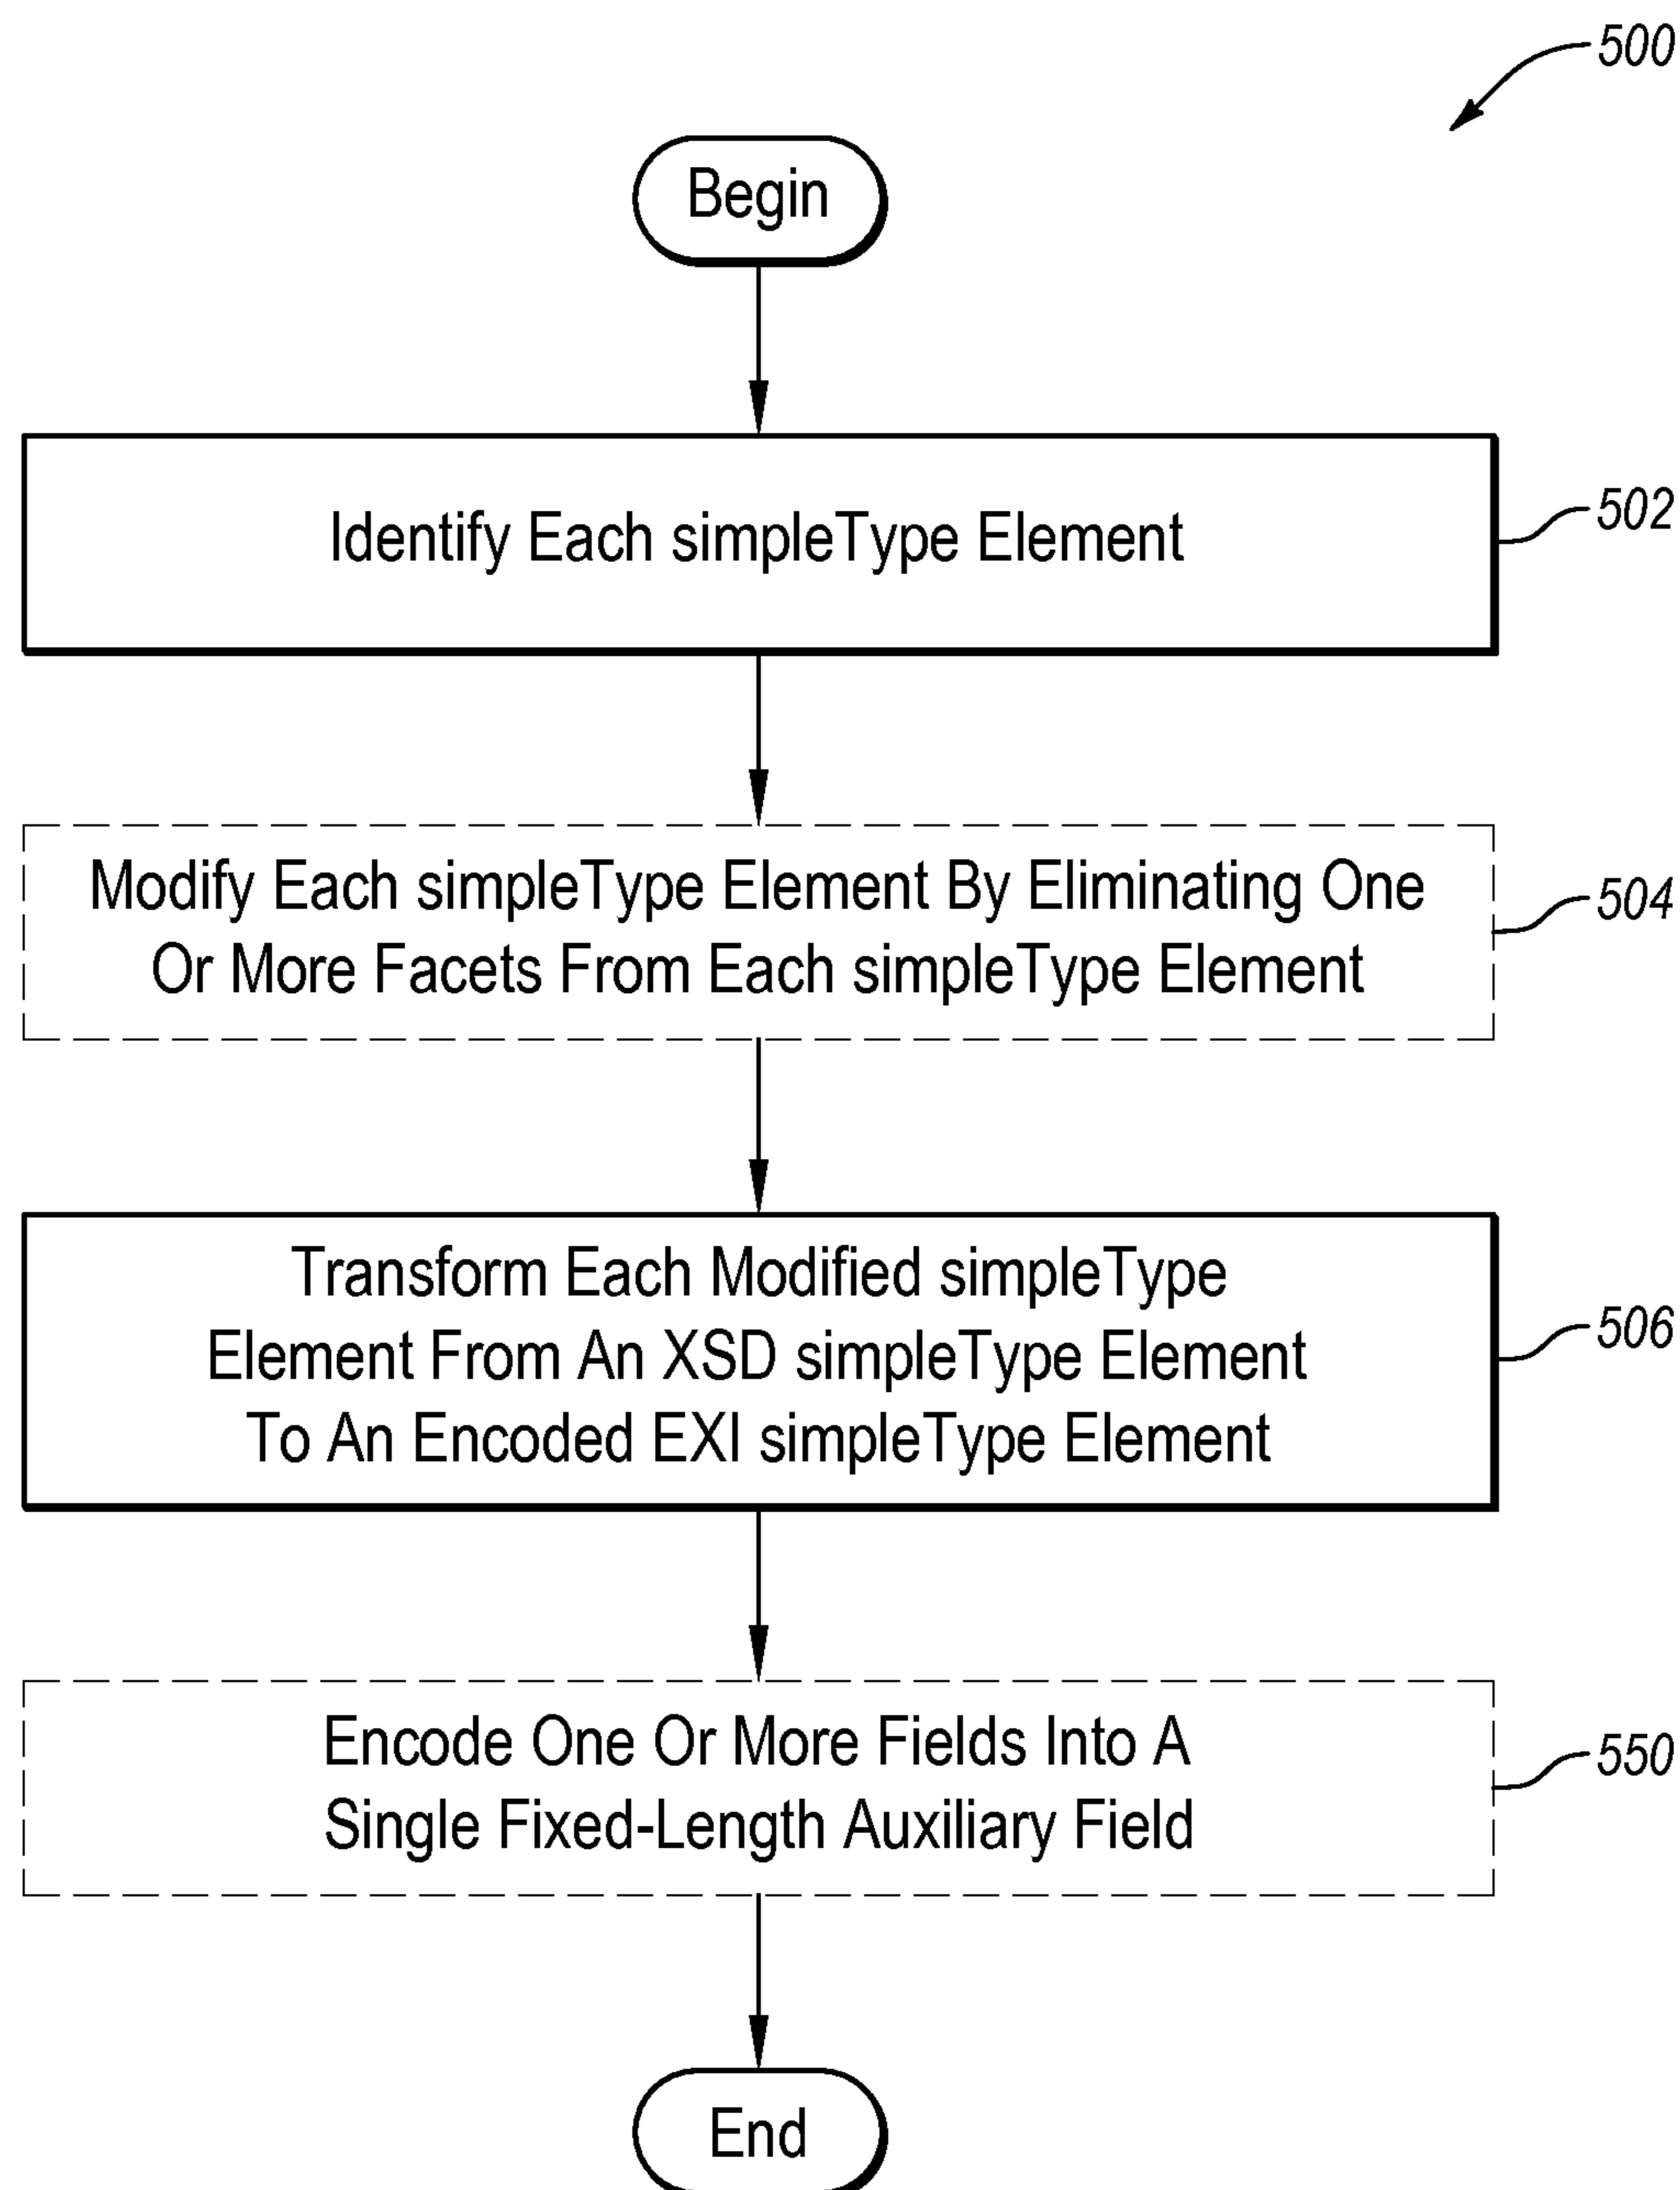 500
Begin
Identify Each simpleType Element
502
Modify Each simpleType Element By Eliminating One
Or More Facets From Each simpleType Element
504
Transform Each Modified simpleType
Element From An XSD simpleType Element
To An Encoded EXI simpleType Element
506
Encode One Or More Fields Into A
Single Fixed-Length Auxiliary Field
550
End